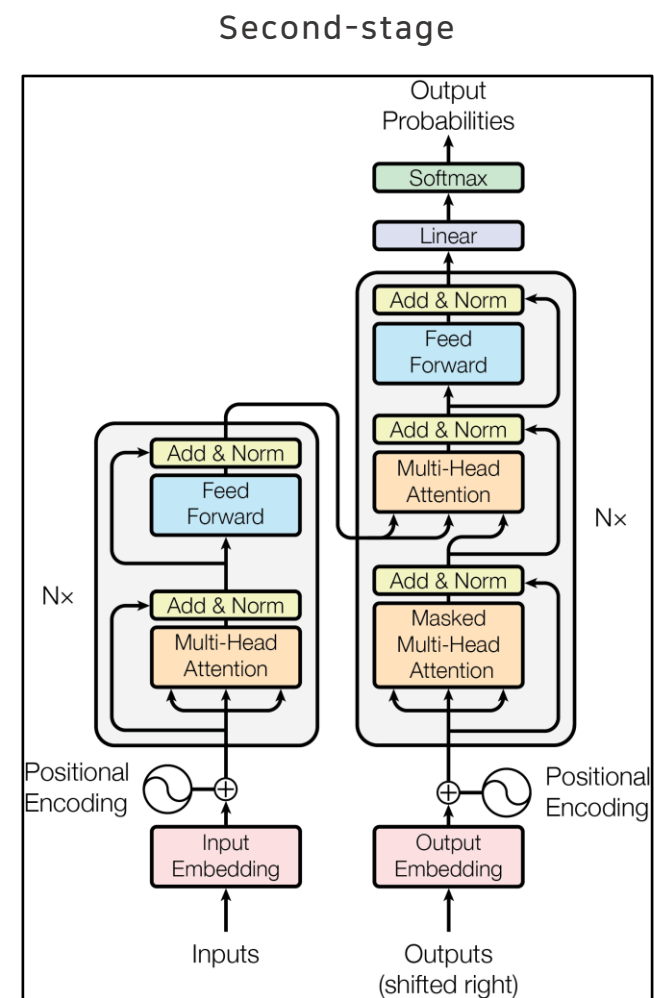 Second-stage
Output
Probabilities
Softmax
Linear
Add & Norm
Feed
Forward
Add & Norm
Multi-Head
Attention
Add & Norm
Masked
Multi-Head
Attention
N×
Add & Norm
Feed
Forward
Add & Norm
Multi-Head
Attention
N×
Positional
Encoding
Positional
Encoding
Input
Embedding
Output
Embedding
Inputs
Outputs
(shifted right)